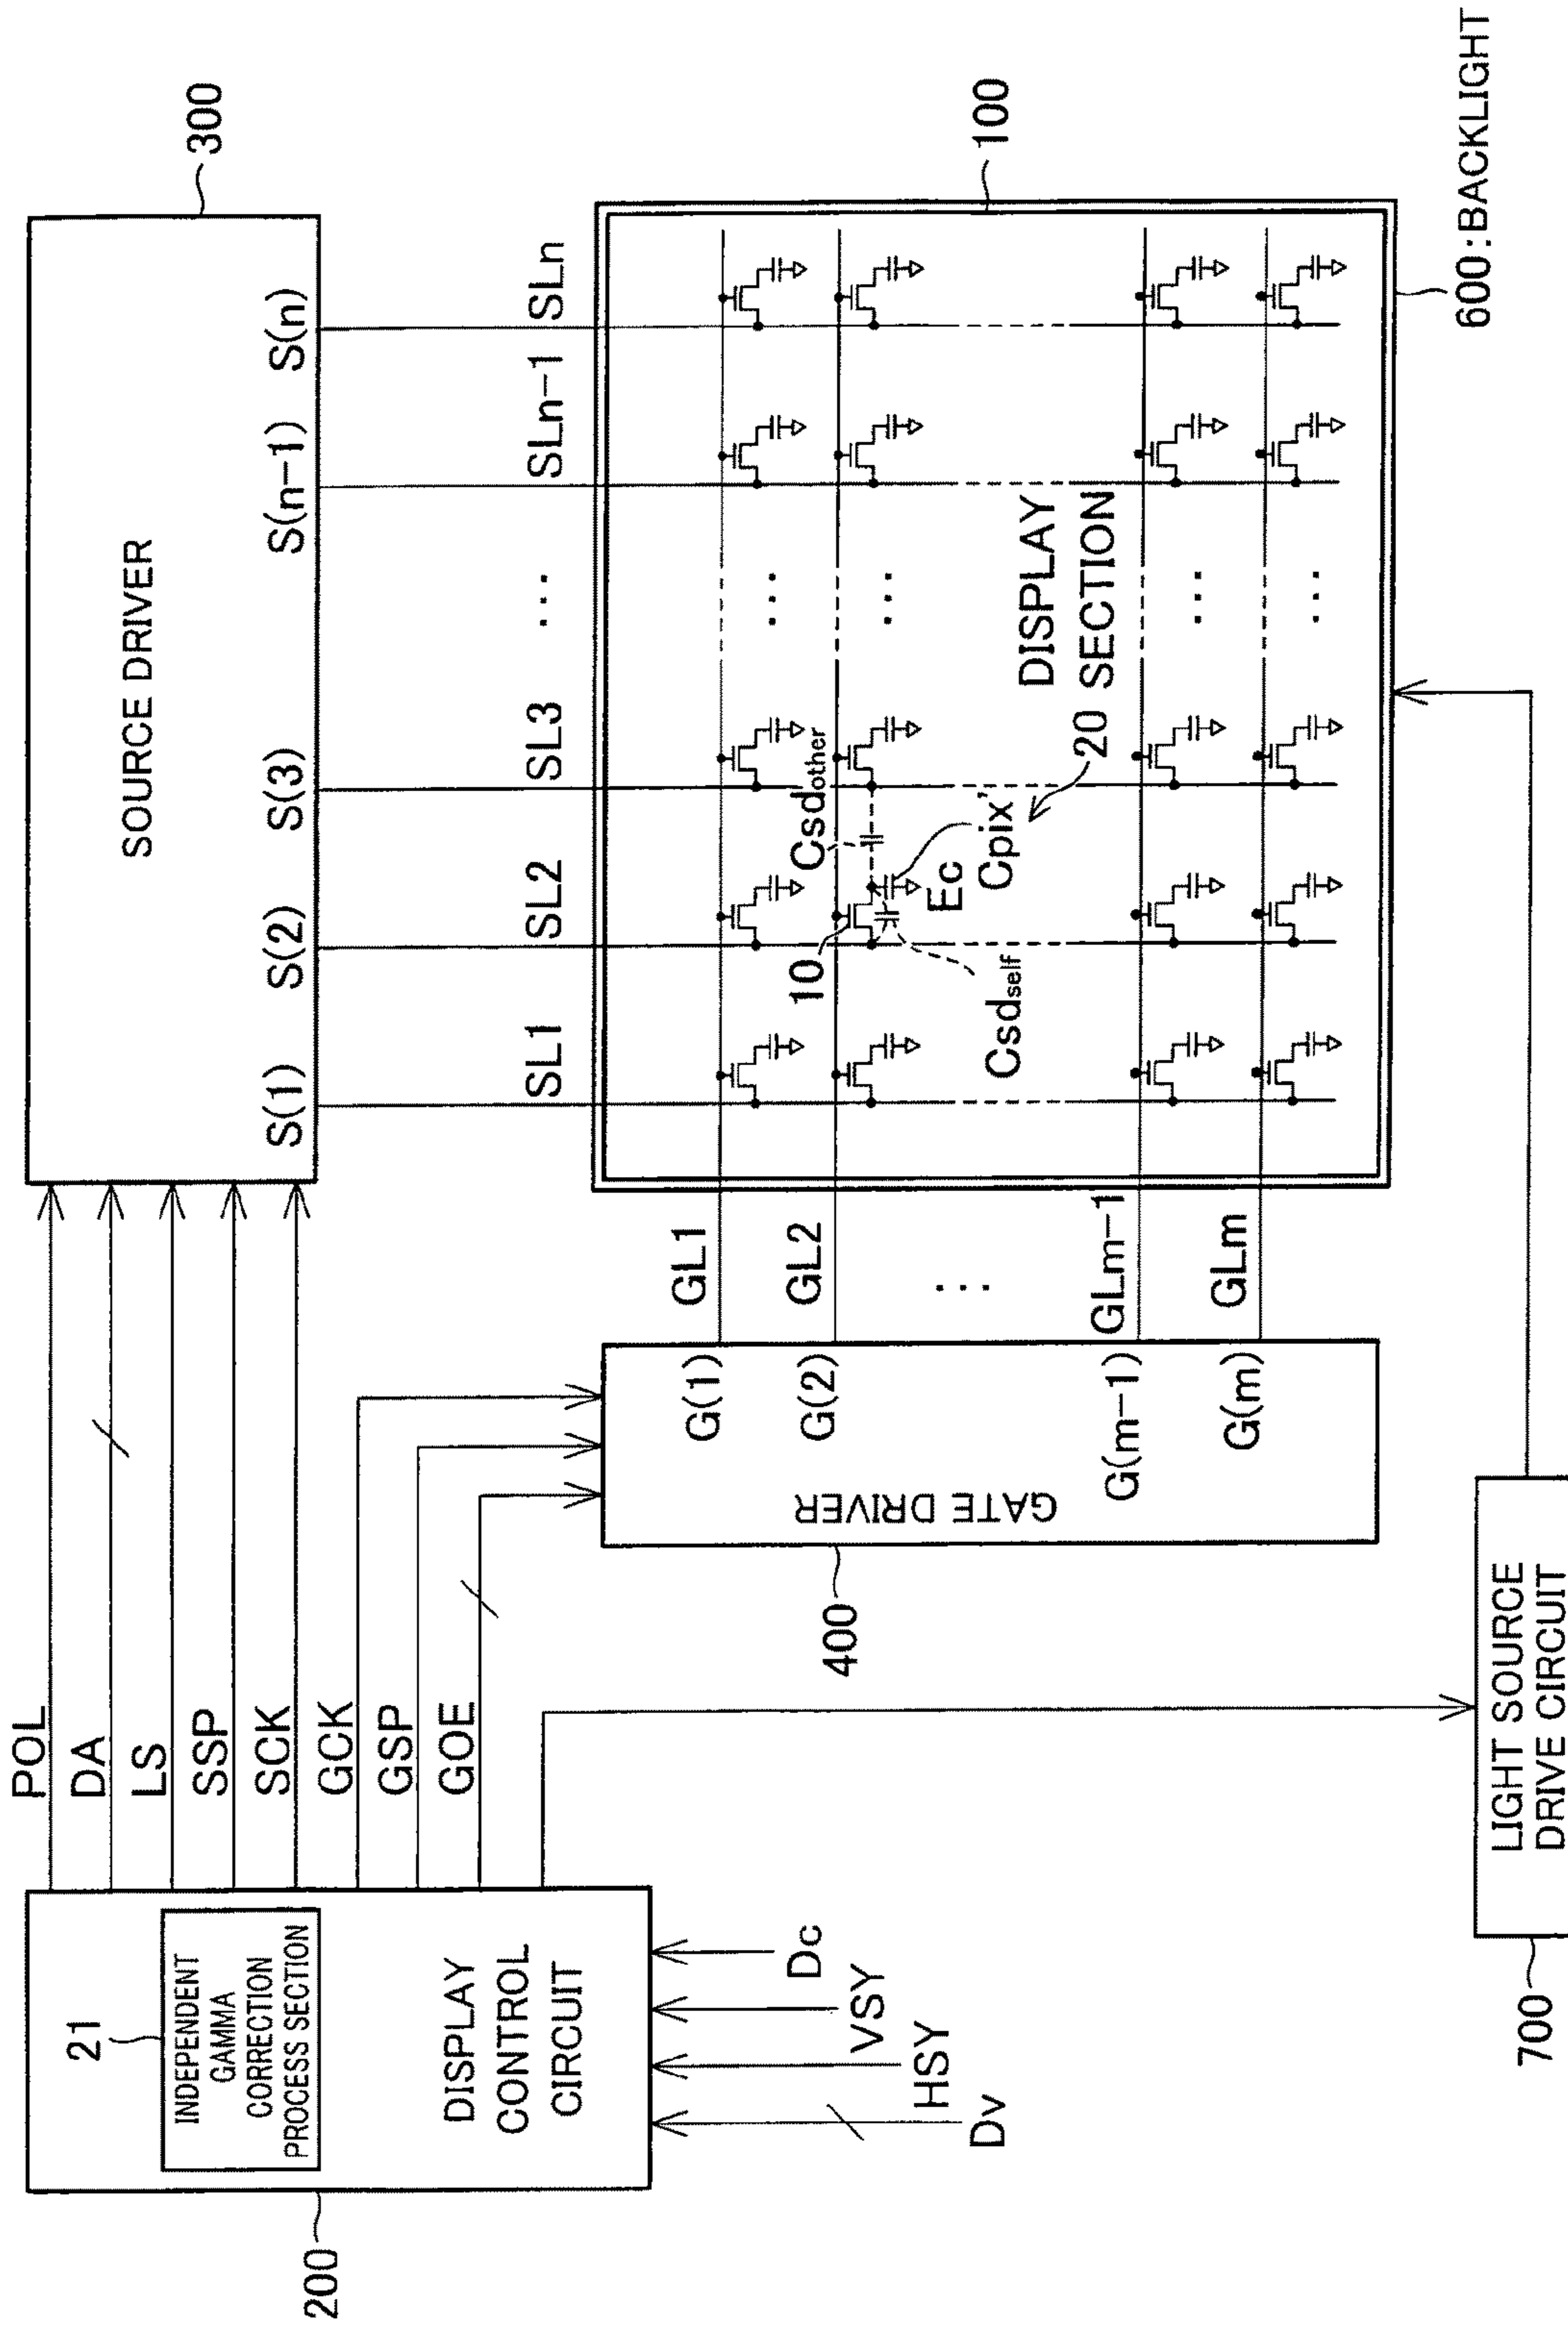 200
21
INDEPENDENT
GAMMA
CORRECTION
PROCESS SECTION
DISPLAY
CONTROL
CIRCUIT
Dv
HSY
VSY
Dc
POL
DA
LS
SSP
SCK
GCK
GSP
GOE
SOURCE DRIVER
300
S(1)
S(2)
S(3)
S(n-1)
S(n)
SL1
SL2
SL3
...
SLn-1
SLn
400
GATE DRIVER
G(1)
G(2)
G(m-1)
G(m)
GL1
GL2
...
GLm-1
GLm
10
Csdother
Csdself
Ec
Cpix'
20
DISPLAY
SECTION
...
...
...
...
100
600:BACKLIGHT
700
LIGHT SOURCE
DRIVE CIRCUIT